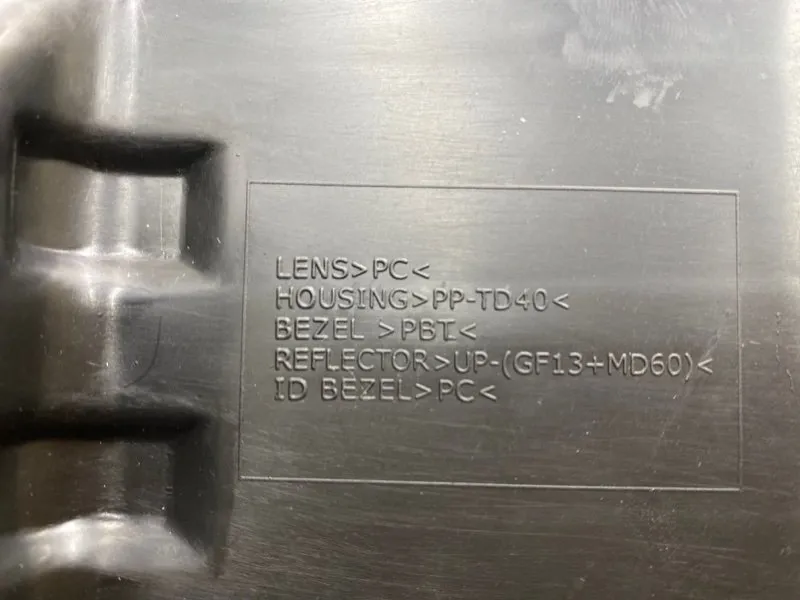 LENS>PC<
HOUSING>PP-TD40<
BEZEL >PBT<
REFLECTOR>UP-(GF13+MD60)<
ID BEZEL>PC<